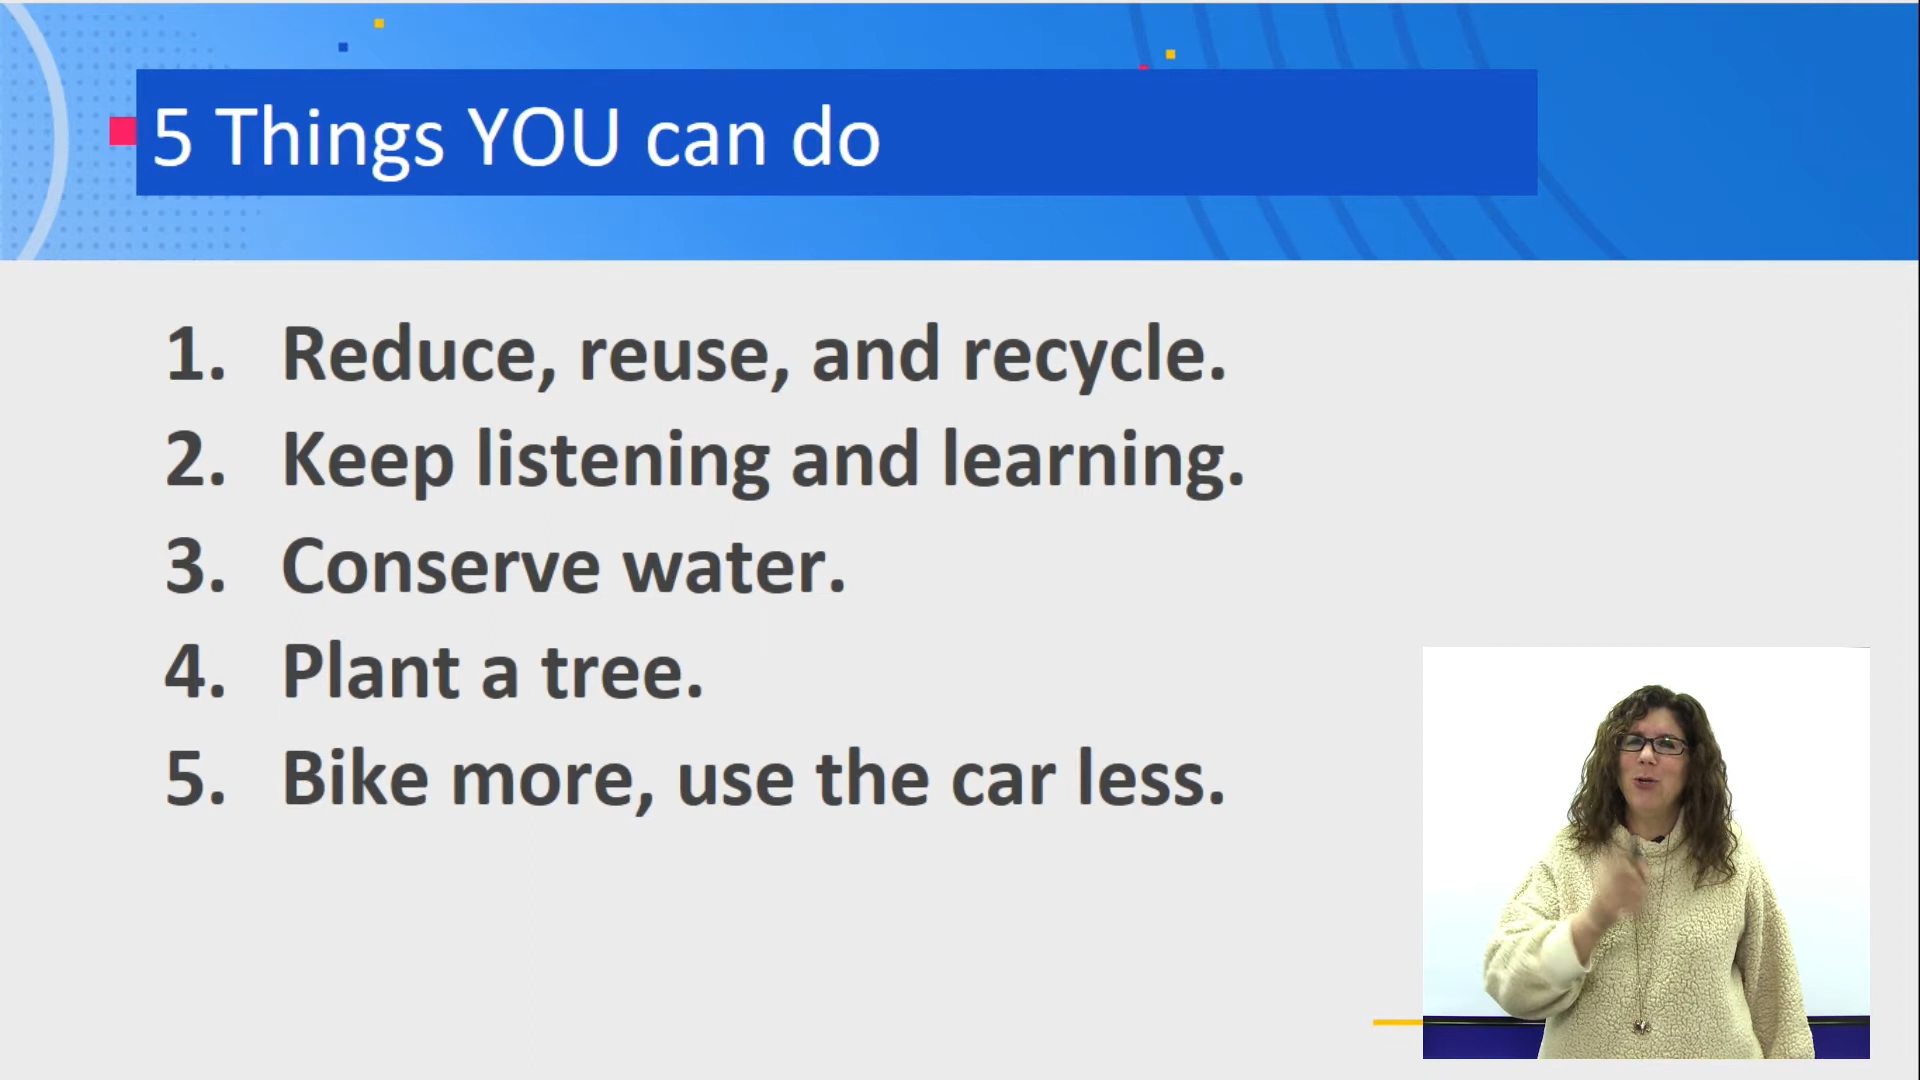 5 Things YOU can do
1. Reduce, reuse, and recycle.
2. Keep listening and learning.
3. Conserve water.
4. Plant a tree.
5. Bike more, use the car less.